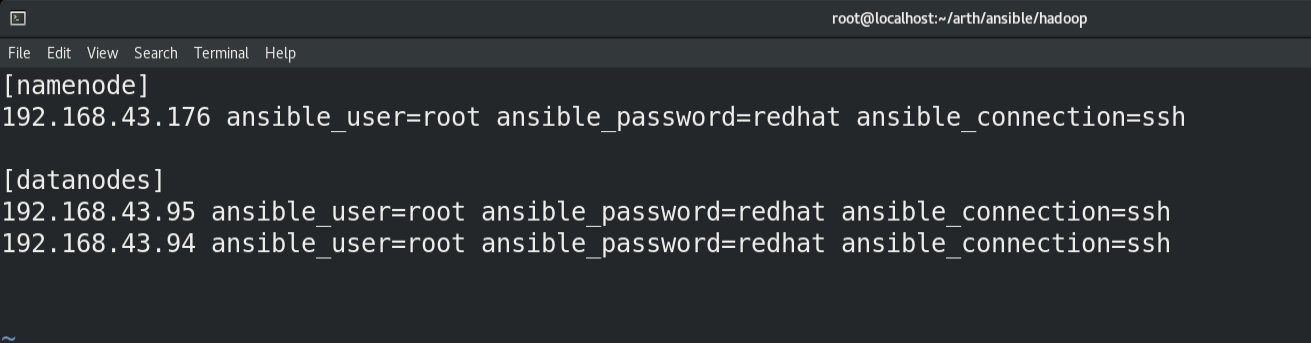 root@localhost:~/arth/ansible/hadoop
File Edit View Search Terminal Help
[namenode]
192.168.43.176 ansible_user=root ansible_password=redhat ansible_connection=ssh
[datanodes]
192.168.43.95 ansible_user=root ansible_password=redhat ansible_connection=ssh
192.168.43.94 ansible_user=root ansible_password=redhat ansible_connection=ssh
~